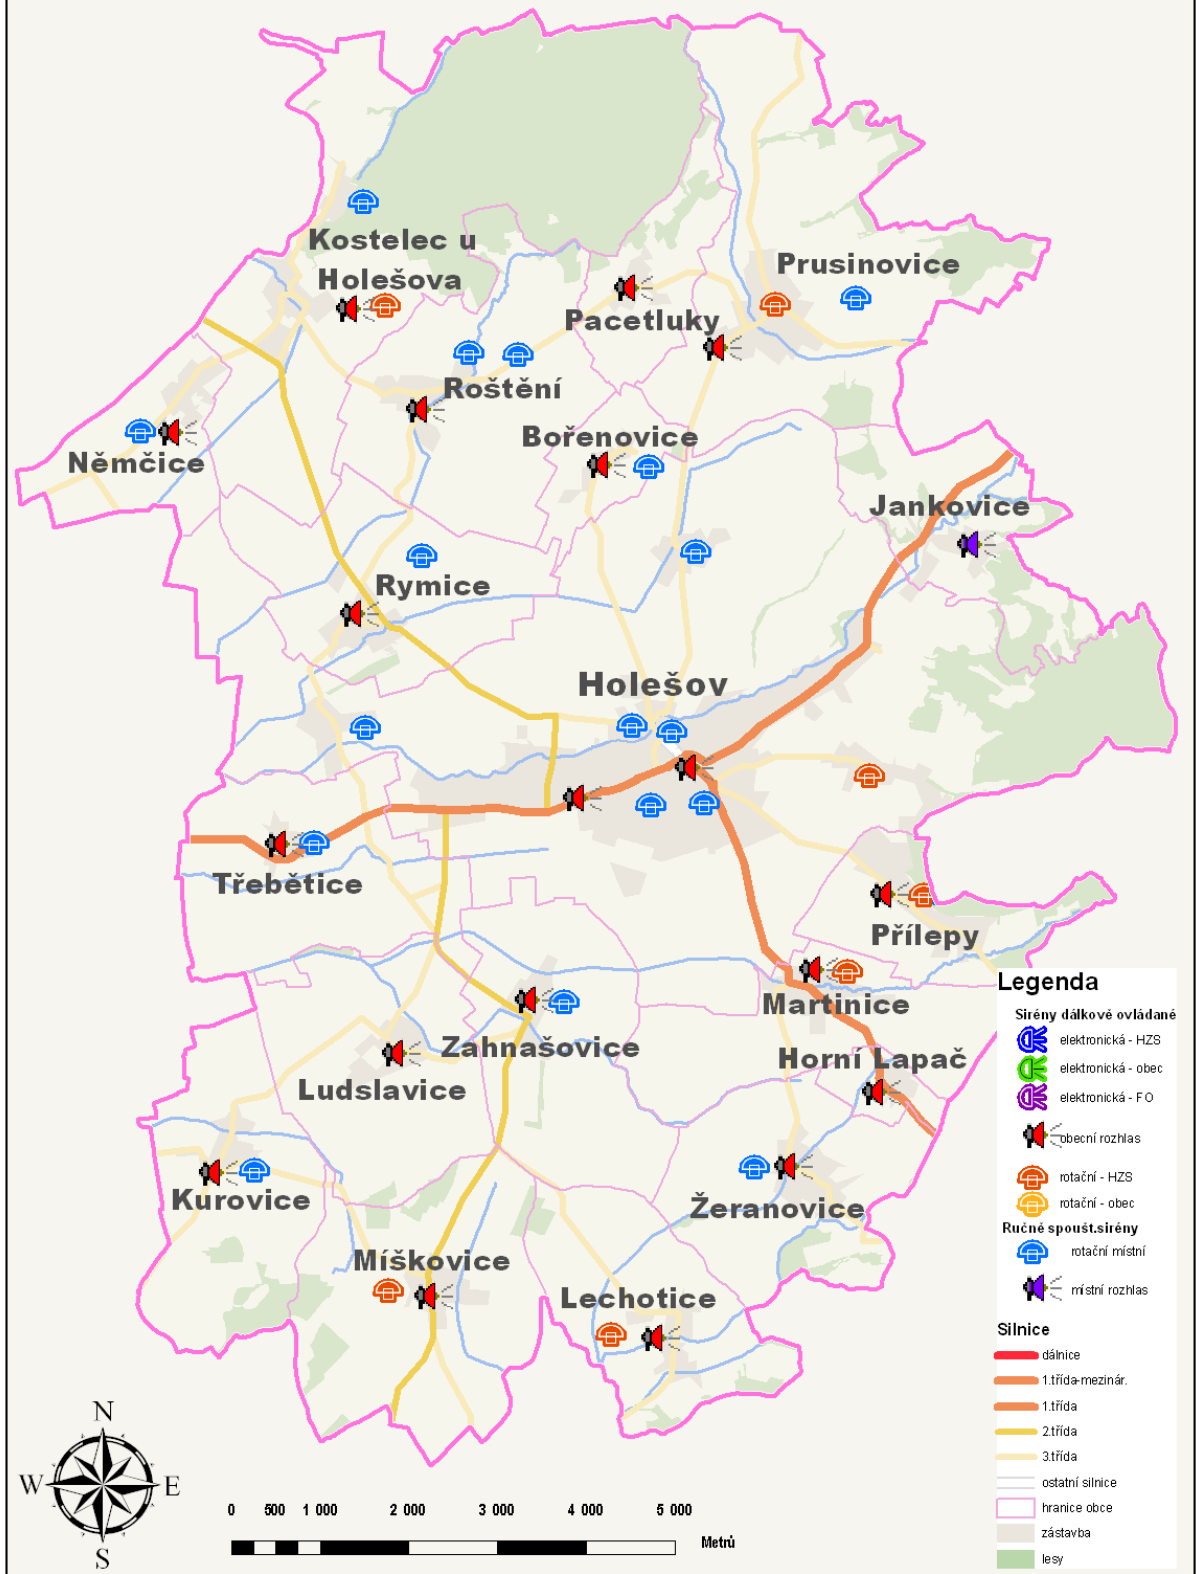 Kostelec u
Holešova
Prusinovice
Pacetluky
Roštění
Bořenovice
Němčice
Jankovice
Rymice
Holešov
Třebětice
Přílepy
Martinice
Zahnašovice
Horní Lapač
Ludslavice
Kurovice
Žeranovice
Míškovice
Lechotice
Legenda
Sirény dálkově ovládané
elektronická - HZS
elektronická - obec
elektronická - FO
obecní rozhlas
rotační - HZS
rotační - obec
Ručně spoušt.sirény
rotační místní
místní rozhlas
Silnice
dálnice
1.třída-mezinár.
1.třída
2.třída
3.třída
ostatní silnice
hranice obce
zástavba
lesy
N
W E
S
0 500 1 000 2 000 3 000 4 000 5 000
Metrů